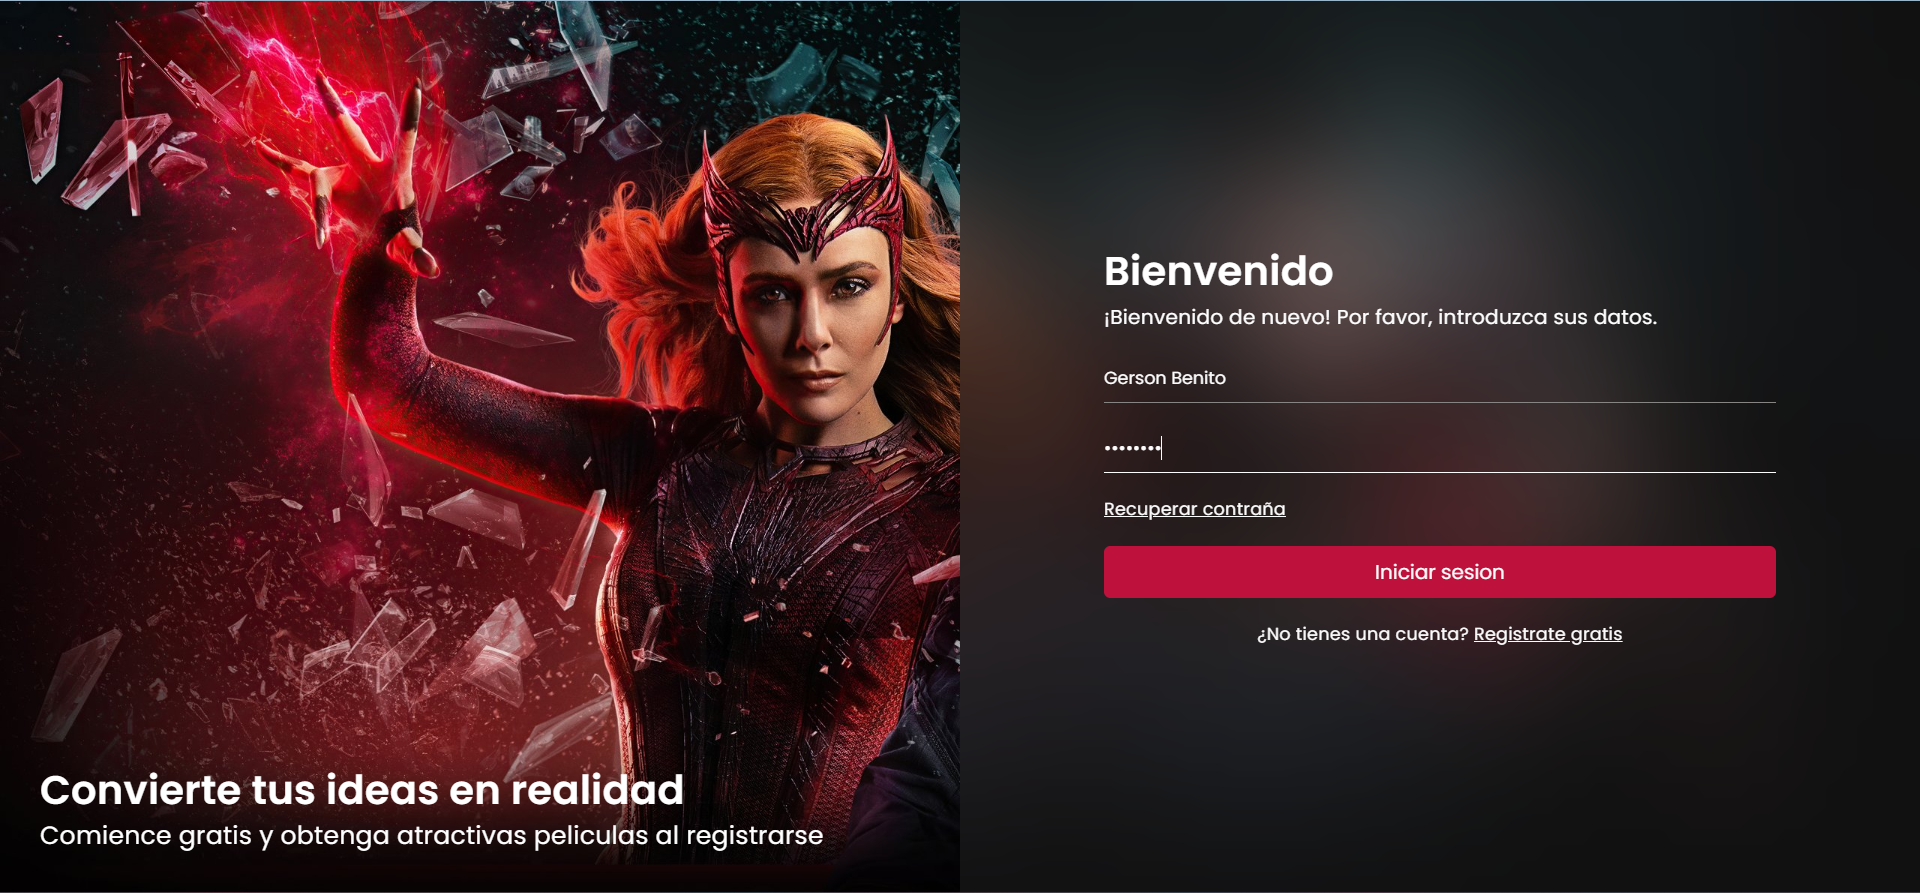 Convierte tus ideas en realidad
Comience gratis y obtenga atractivas peliculas al registrarse
Bienvenido
¡Bienvenido de nuevo! Por favor, introduzca sus datos.
Gerson Benito
••••••••
Recuperar contraña
Iniciar sesion
¿No tienes una cuenta? Registrate gratis